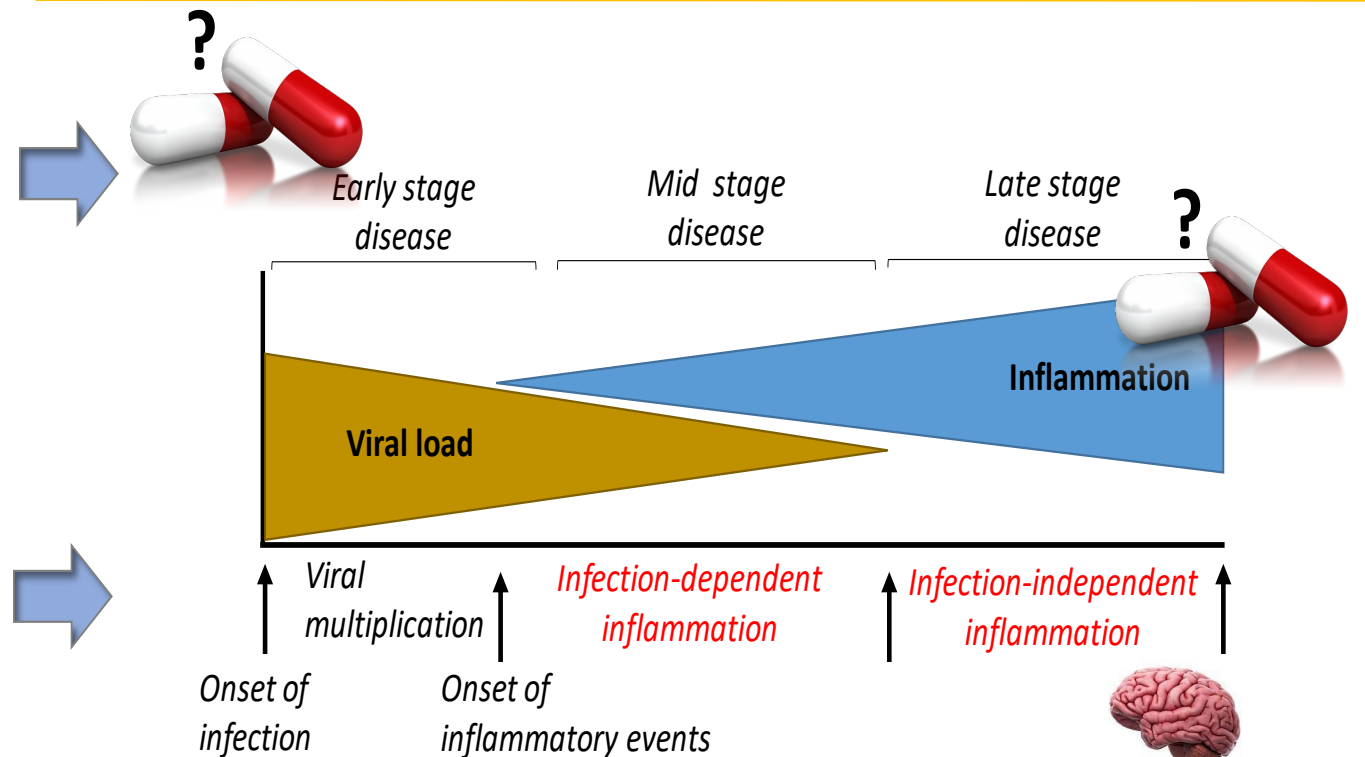 ?
Early stage
disease
Mid stage
disease
Late stage
disease
?
Inflammation
Viral load
Viral
multiplication
Infection-dependent
inflammation
Infection-independent
inflammation
Onset of
infection
Onset of
inflammatory events